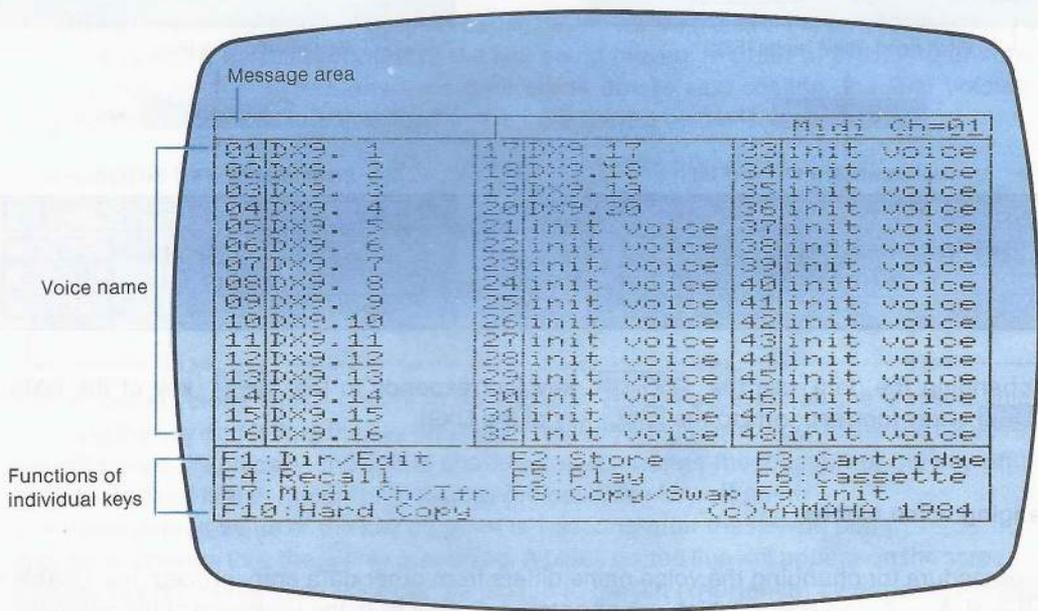 Message area
Midi Ch=01
01 DX9. 1 17 DX9.17 33 init voice
02 DX9. 2 18 DX9.18 34 init voice
03 DX9. 3 19 DX9.19 35 init voice
04 DX9. 4 20 DX9.20 36 init voice
05 DX9. 5 21 init voice 37 init voice
06 DX9. 6 22 init voice 38 init voice
07 DX9. 7 23 init voice 39 init voice
08 DX9. 8 24 init voice 40 init voice
09 DX9. 9 25 init voice 41 init voice
10 DX9.10 26 init voice 42 init voice
11 DX9.11 27 init voice 43 init voice
12 DX9.12 28 init voice 44 init voice
13 DX9.13 29 init voice 45 init voice
14 DX9.14 30 init voice 46 init voice
15 DX9.15 31 init voice 47 init voice
16 DX9.16 32 init voice 48 init voice
Voice name
F1 :Dir/Edit F2 :Store F3 :Cartridge
F4 :Recall F5 :Play F6 :Cassette
F7 :Midi Ch/Ifn F8 :Copy/Swap F9 :Init
F10:Hard Copy (c)YAMAHA 1984
Functions of
individual keys